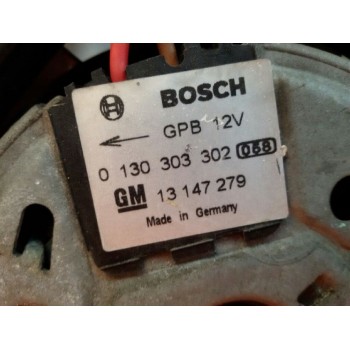 BOSCH
GPB 12V
0 130 303 302 068
GM 13 147 279
Made in Germany